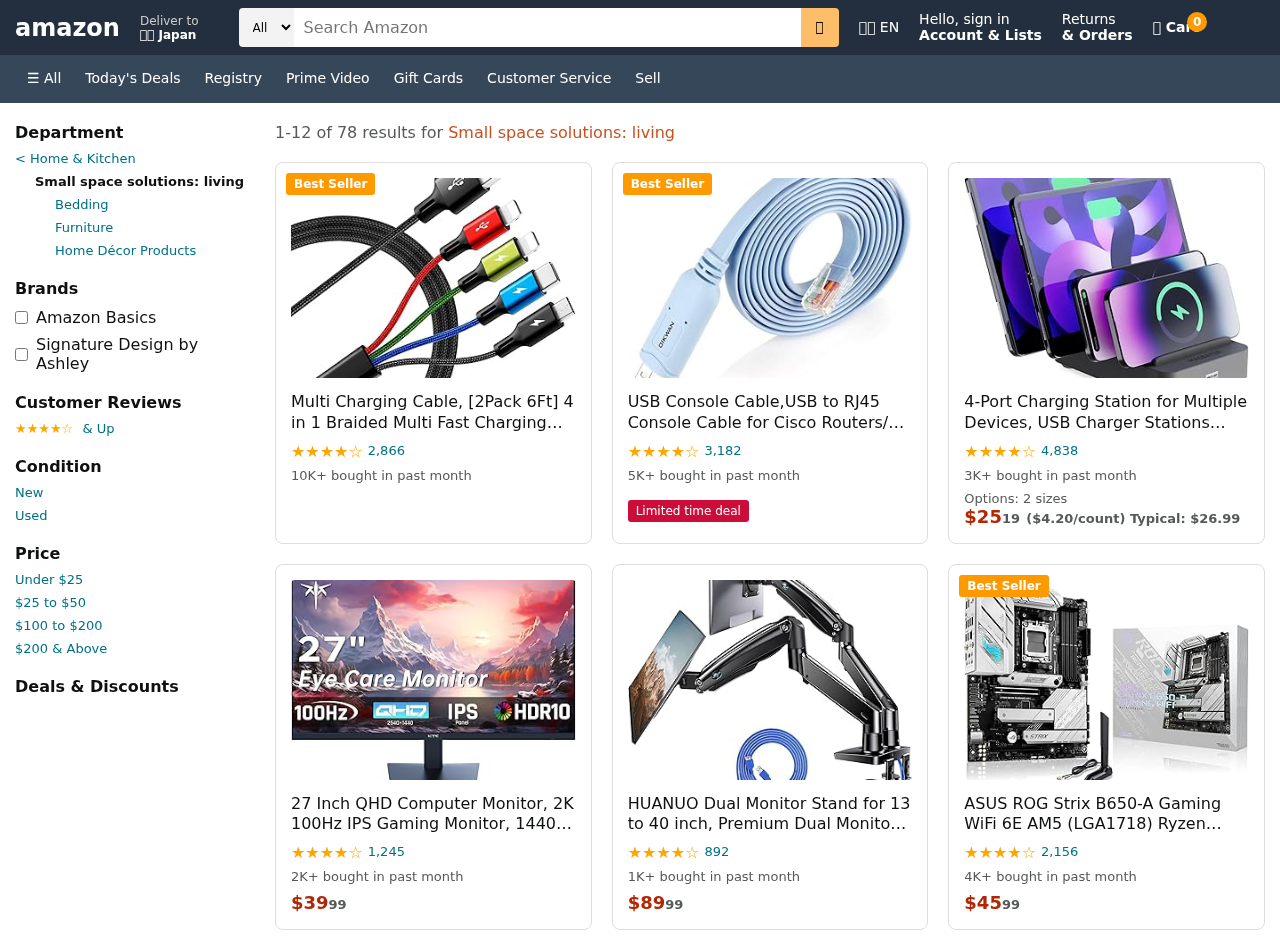 amazon
Deliver to
Japan
All
Search Amazon
EN
Hello, sign in
Account & Lists
Returns
& Orders
0
☰ All
Today's Deals
Registry
Prime Video
Gift Cards
Customer Service
Sell
Department
< Home & Kitchen
Small space solutions: living
Bedding
Furniture
Home Décor Products
Brands
Amazon Basics
Signature Design by
Ashley
Customer Reviews
★★★★☆ & Up
Condition
New
Used
Price
Under $25
$25 to $50
$100 to $200
$200 & Above
Deals & Discounts
1-12 of 78 results for Small space solutions: living
Best Seller
Multi Charging Cable, [2Pack 6Ft] 4
in 1 Braided Multi Fast Charging…
★★★★☆ 2,866
10K+ bought in past month
Best Seller
DIKWAN
USB Console Cable,USB to RJ45
Console Cable for Cisco Routers/…
★★★★☆ 3,182
5K+ bought in past month
Limited time deal
4-Port Charging Station for Multiple
Devices, USB Charger Stations…
★★★★☆ 4,838
3K+ bought in past month
Options: 2 sizes
$25 19 ($4.20/count) Typical: $26.99
27"
Eye Care Monitor
100Hz
QHD
2560×1440
IPS
Panel
HDR10
27 Inch QHD Computer Monitor, 2K
100Hz IPS Gaming Monitor, 1440…
★★★★☆ 1,245
2K+ bought in past month
$39 99
HUANUO Dual Monitor Stand for 13
to 40 inch, Premium Dual Monito…
★★★★☆ 892
1K+ bought in past month
$89 99
Best Seller
STRIX
ASUS ROG Strix B650-A Gaming
WiFi 6E AM5 (LGA1718) Ryzen…
★★★★☆ 2,156
4K+ bought in past month
$45 99